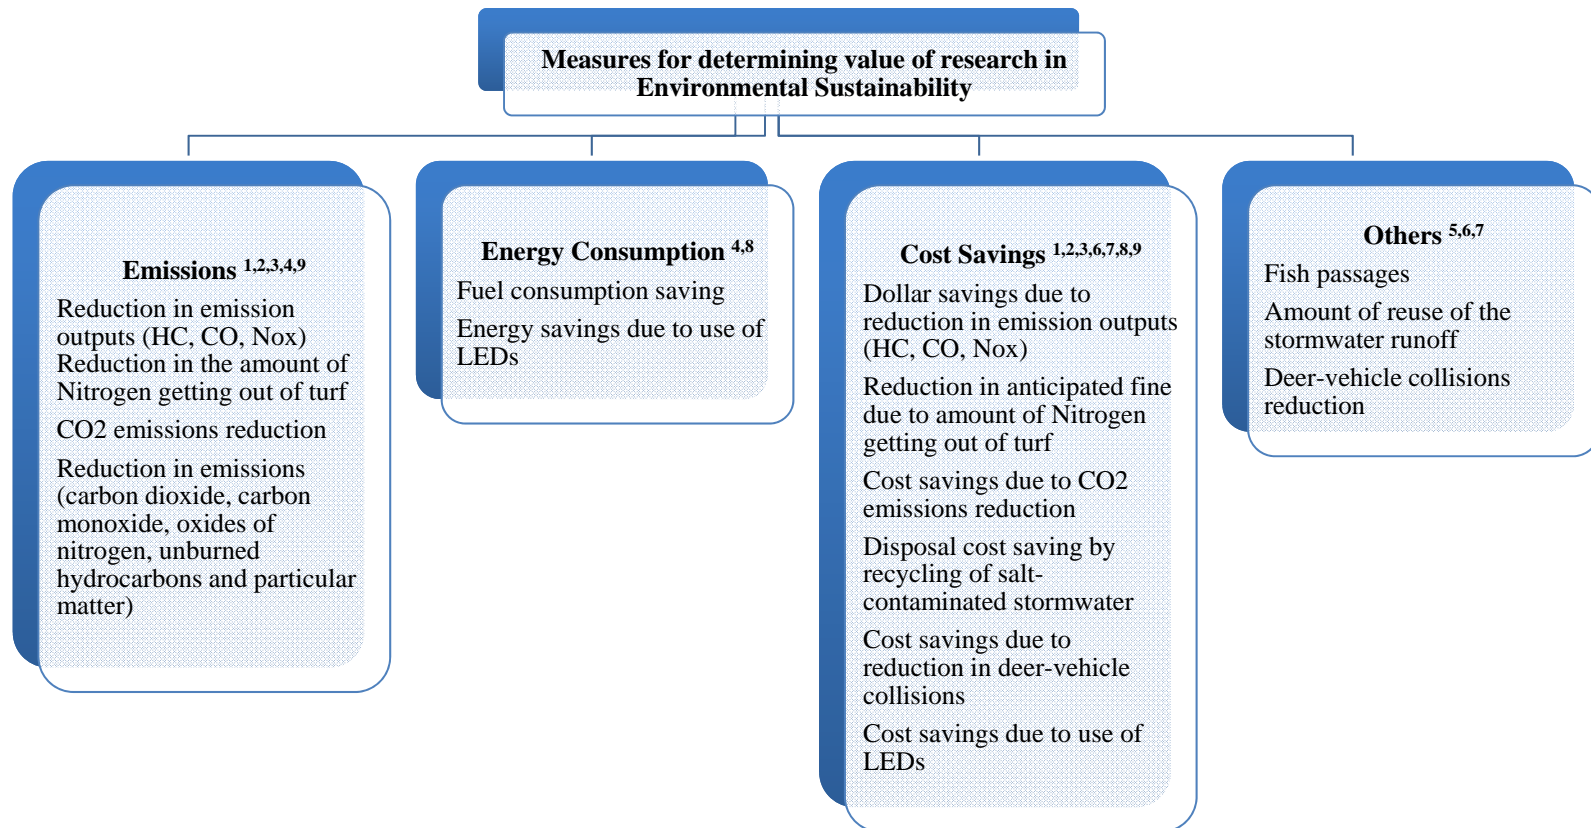 Measures for determining value of research in
Environmental Sustainability
Emissions 1,2,3,4,9
Reduction in emission
outputs (HC, CO, Nox)
Reduction in the amount of
Nitrogen getting out of turf
CO2 emissions reduction
Reduction in emissions
(carbon dioxide, carbon
monoxide, oxides of
nitrogen, unburned
hydrocarbons and particular
matter)
Energy Consumption 4,8
Fuel consumption saving
Energy savings due to use of
LEDs
Cost Savings 1,2,3,6,7,8,9
Dollar savings due to
reduction in emission outputs
(HC, CO, Nox)
Reduction in anticipated fine
due to amount of Nitrogen
getting out of turf
Cost savings due to CO2
emissions reduction
Disposal cost saving by
recycling of salt-
contaminated stormwater
Cost savings due to
reduction in deer-vehicle
collisions
Cost savings due to use of
LEDs
Others 5,6,7
Fish passages
Amount of reuse of the
stormwater runoff
Deer-vehicle collisions
reduction